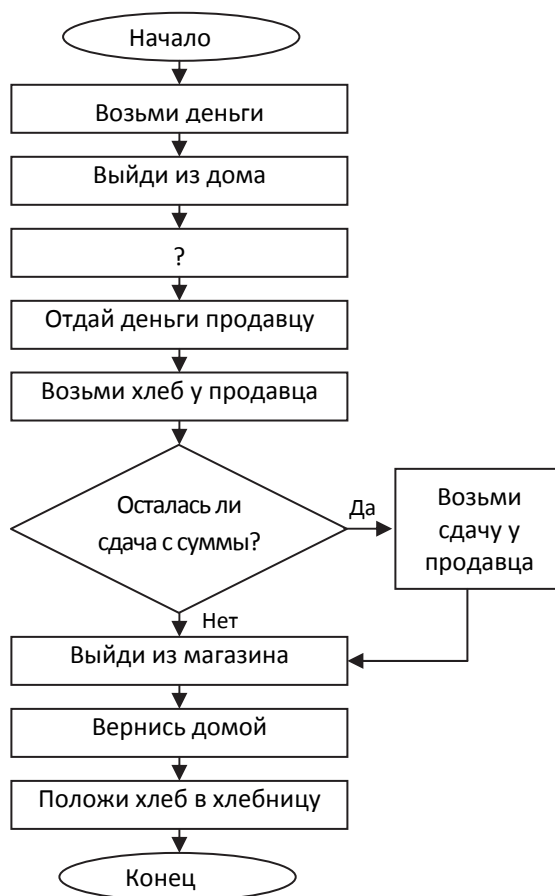 Начало
Возьми деньги
Выйди из дома
?
Отдай деньги продавцу
Возьми хлеб у продавца
Осталась ли
сдача с суммы?
Да
Возьми
сдачу у
продавца
Нет
Выйди из магазина
Вернись домой
Положи хлеб в хлебницу
Конец